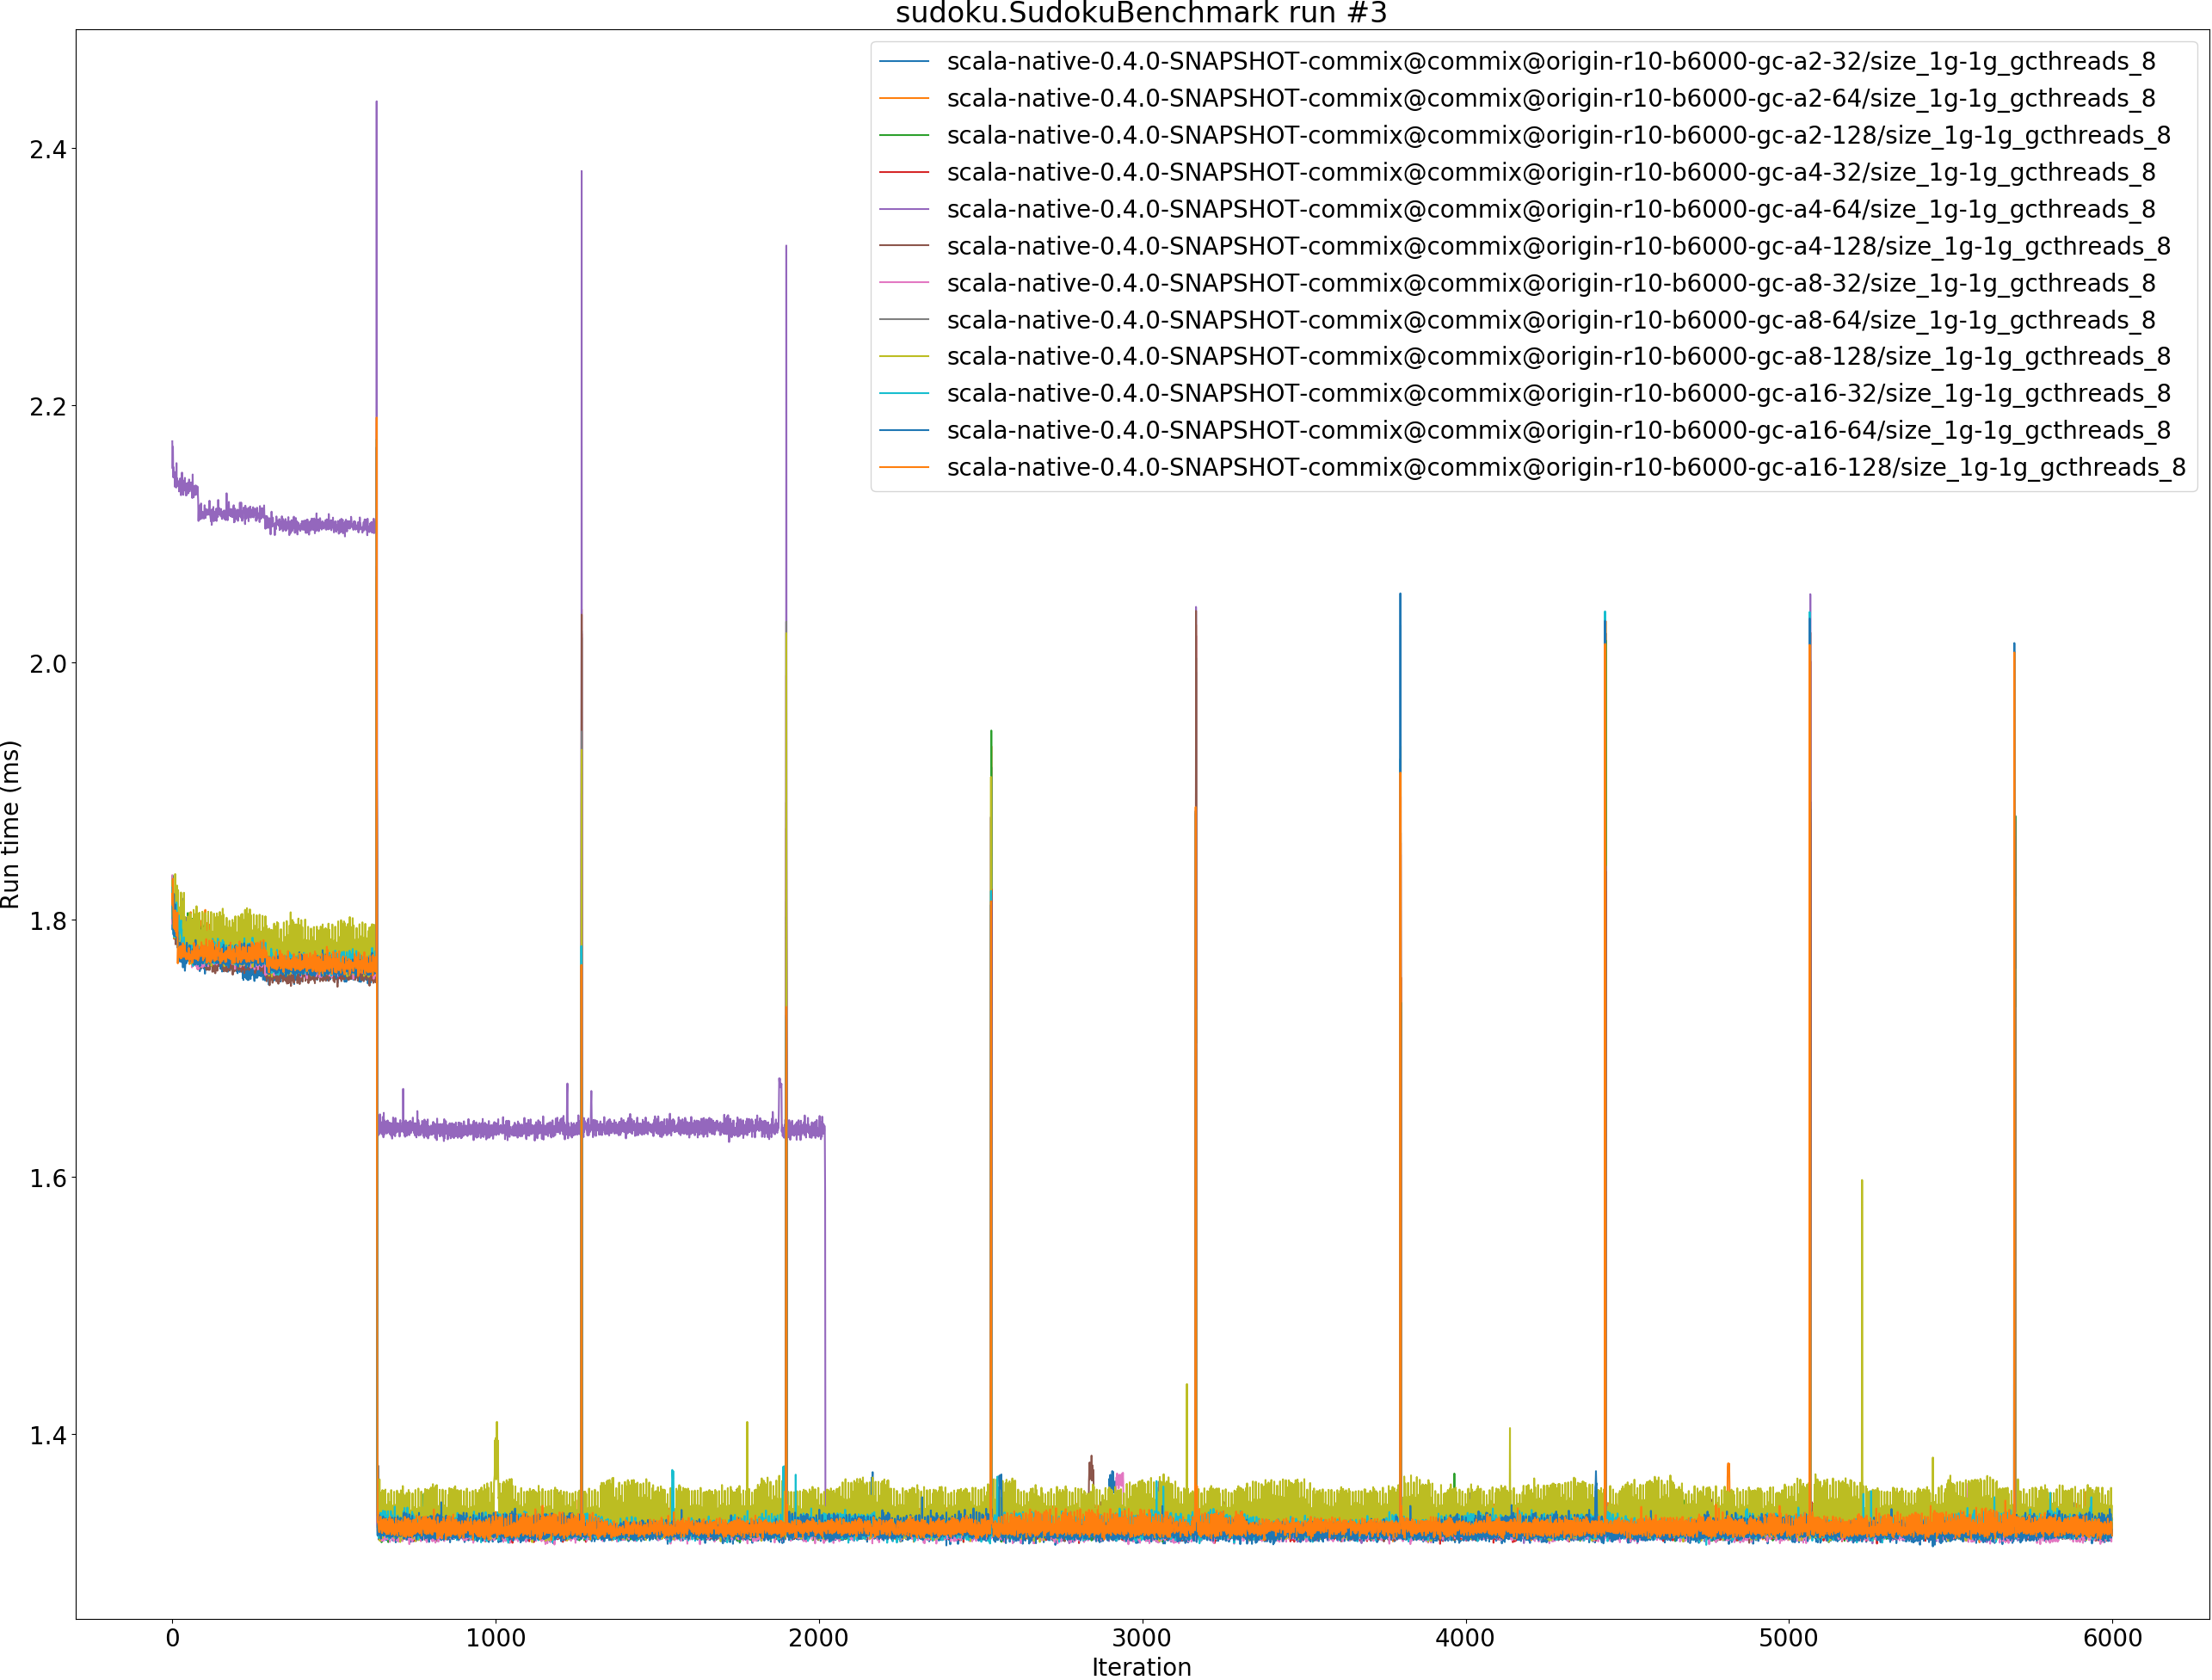 sudoku.SudokuBenchmark run #3
scala-native-0.4.0-SNAPSHOT-commix@commix@origin-r10-b6000-gc-a2-32/size_1g-1g_gcthreads_8
scala-native-0.4.0-SNAPSHOT-commix@commix@origin-r10-b6000-gc-a2-64/size_1g-1g_gcthreads_8
scala-native-0.4.0-SNAPSHOT-commix@commix@origin-r10-b6000-gc-a2-128/size_1g-1g_gcthreads_8
scala-native-0.4.0-SNAPSHOT-commix@commix@origin-r10-b6000-gc-a4-32/size_1g-1g_gcthreads_8
scala-native-0.4.0-SNAPSHOT-commix@commix@origin-r10-b6000-gc-a4-64/size_1g-1g_gcthreads_8
scala-native-0.4.0-SNAPSHOT-commix@commix@origin-r10-b6000-gc-a4-128/size_1g-1g_gcthreads_8
scala-native-0.4.0-SNAPSHOT-commix@commix@origin-r10-b6000-gc-a8-32/size_1g-1g_gcthreads_8
scala-native-0.4.0-SNAPSHOT-commix@commix@origin-r10-b6000-gc-a8-64/size_1g-1g_gcthreads_8
scala-native-0.4.0-SNAPSHOT-commix@commix@origin-r10-b6000-gc-a8-128/size_1g-1g_gcthreads_8
scala-native-0.4.0-SNAPSHOT-commix@commix@origin-r10-b6000-gc-a16-32/size_1g-1g_gcthreads_8
scala-native-0.4.0-SNAPSHOT-commix@commix@origin-r10-b6000-gc-a16-64/size_1g-1g_gcthreads_8
scala-native-0.4.0-SNAPSHOT-commix@commix@origin-r10-b6000-gc-a16-128/size_1g-1g_gcthreads_8
Run time (ms)
2.4
2.2
2.0
1.8
1.6
1.4
0 1000 2000 3000 4000 5000 6000
Iteration